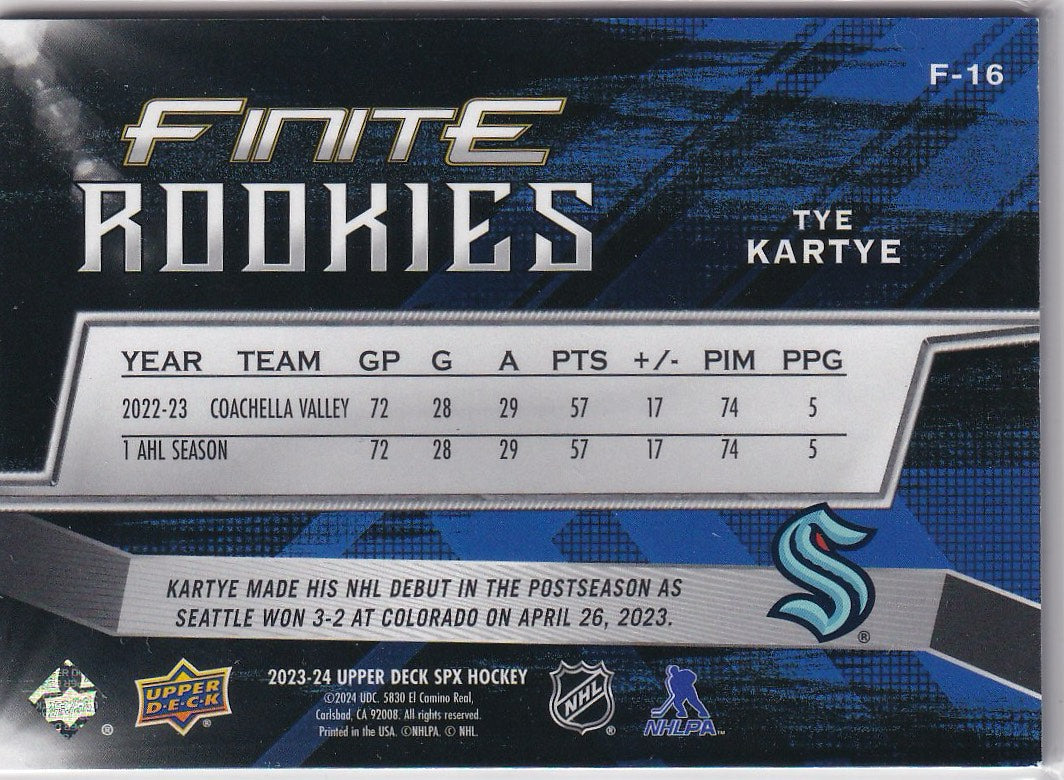 F-16
FINITE
ROOKIES
TYE
KARTYE
YEAR TEAM GP G A PTS +/- PIM PPG
2022-23 COACHELLA VALLEY 72 28 29 57 17 74 5
1 AHL SEASON 72 28 29 57 17 74 5
KARTYE MADE HIS NHL DEBUT IN THE POSTSEASON AS
SEATTLE WON 3-2 AT COLORADO ON APRIL 26, 2023.
®
UPPER
D·E·C·K
®
®
2023-24 UPPER DECK SPX HOCKEY
©2024 UDC. 5830 El Camino Real,
Carlsbad, CA 92008. All rights reserved.
Printed in the USA. ©NHLPA. © NHL.
NHL
®
NHLPA™